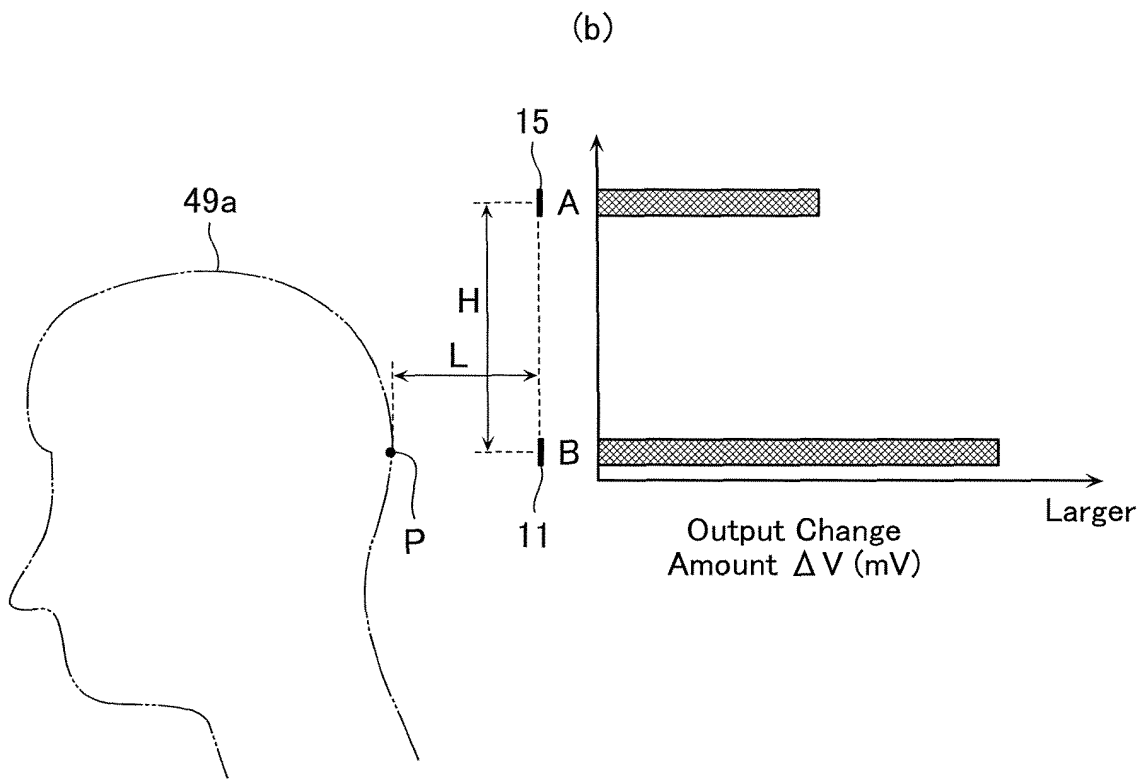 (b)
15
A
49a
H
L
B
Larger
11
P
Output Change
Amount ΔV (mV)